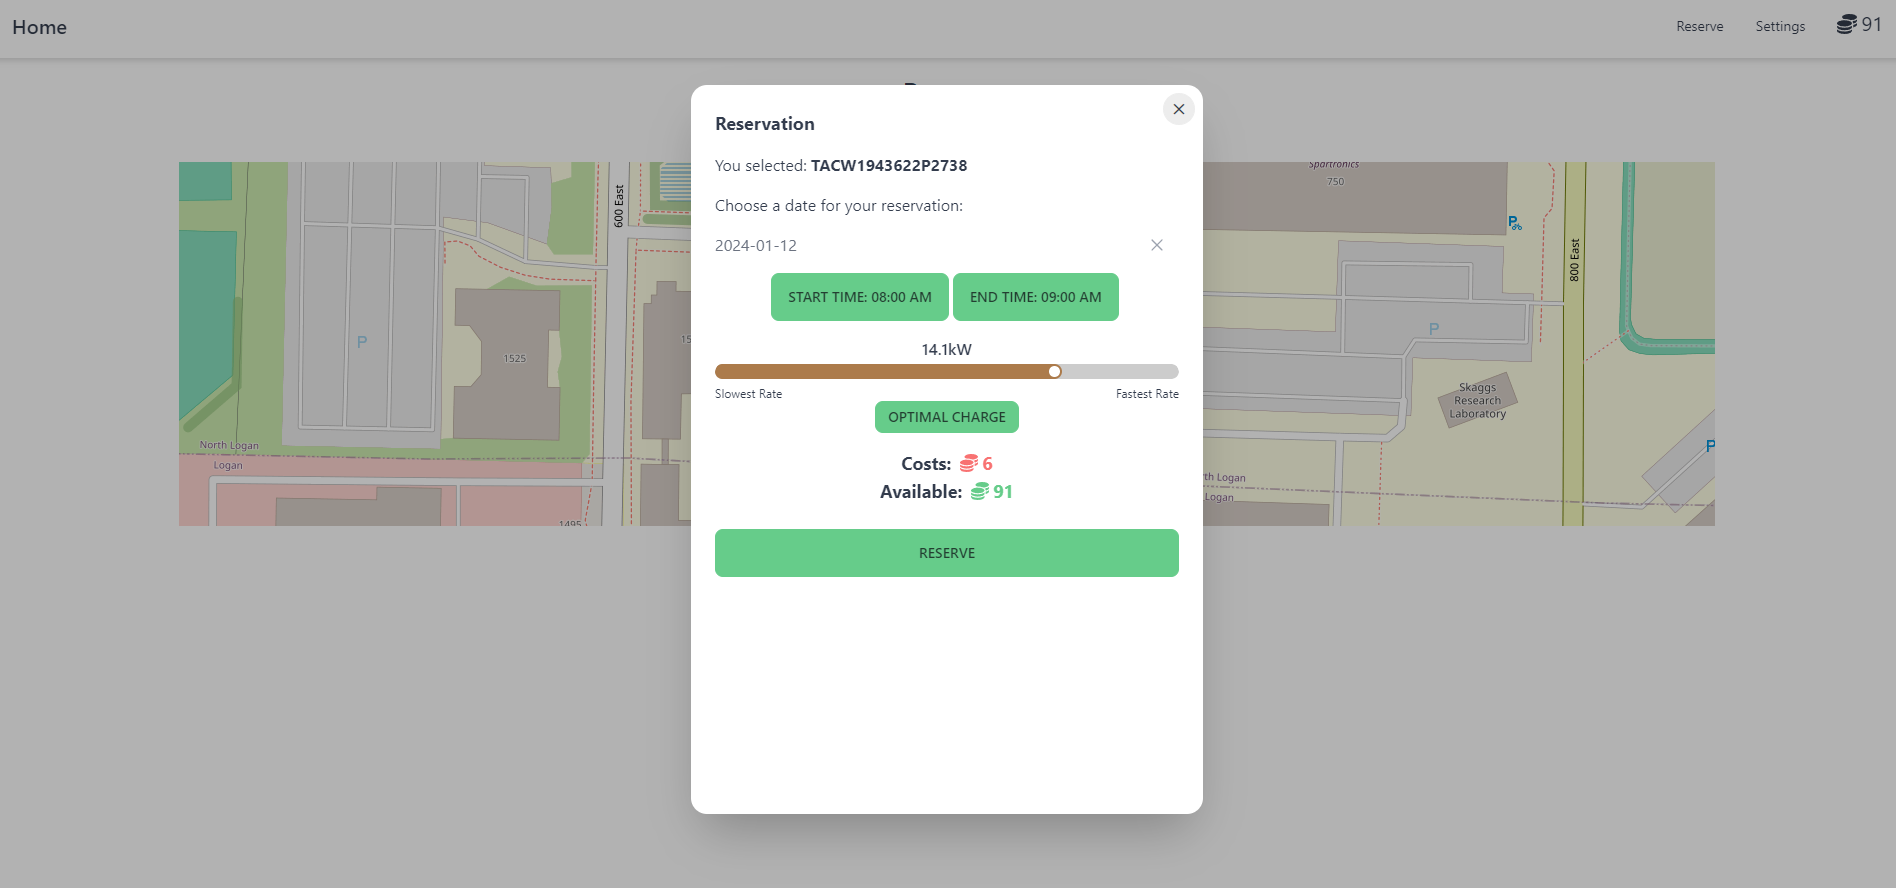 Home
Reserve
Settings
91
Reservation
You selected: TACW1943622P2738
Choose a date for your reservation:
2024-01-12
START TIME: 08:00 AM
END TIME: 09:00 AM
14.1kW
Slowest Rate
Fastest Rate
OPTIMAL CHARGE
Costs: 6
Available: 91
RESERVE
600 East
P
1525
North Logan
Logan
1495
Spartronics
750
P
800 East
P
Skaggs
Research
Laboratory
P
Logan